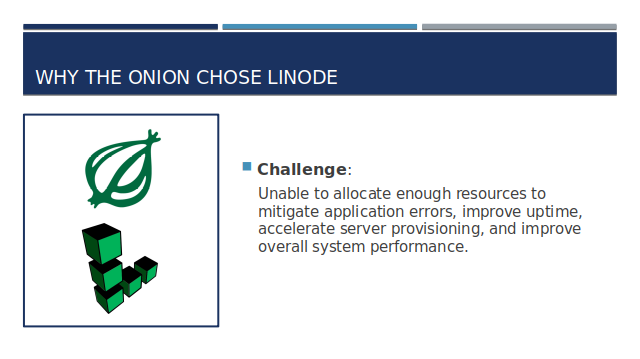 WHY THE ONION CHOSE LINODE
Challenge:
Unable to allocate enough resources to
mitigate application errors, improve uptime,
accelerate server provisioning, and improve
overall system performance.